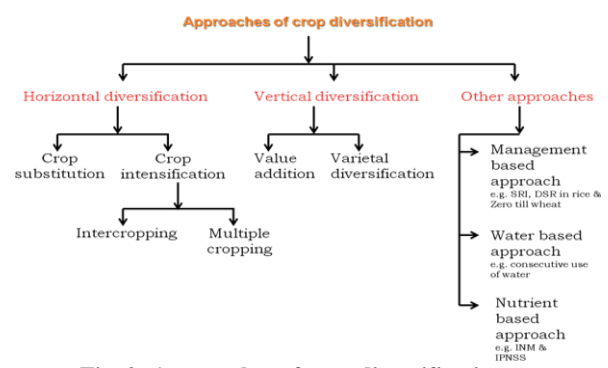 Approaches of crop diversification
Horizontal diversification
Vertical diversification
Other approaches
Crop
substitution
Crop
intensification
Value
addition
Varietal
diversification
Intercropping
Multiple
cropping
Management
based
approach
e.g. SRI, DSR in rice &
Zero till wheat
Water based
approach
e.g. consecutive use
of water
Nutrient
based
approach
e.g. INM &
IPNSS